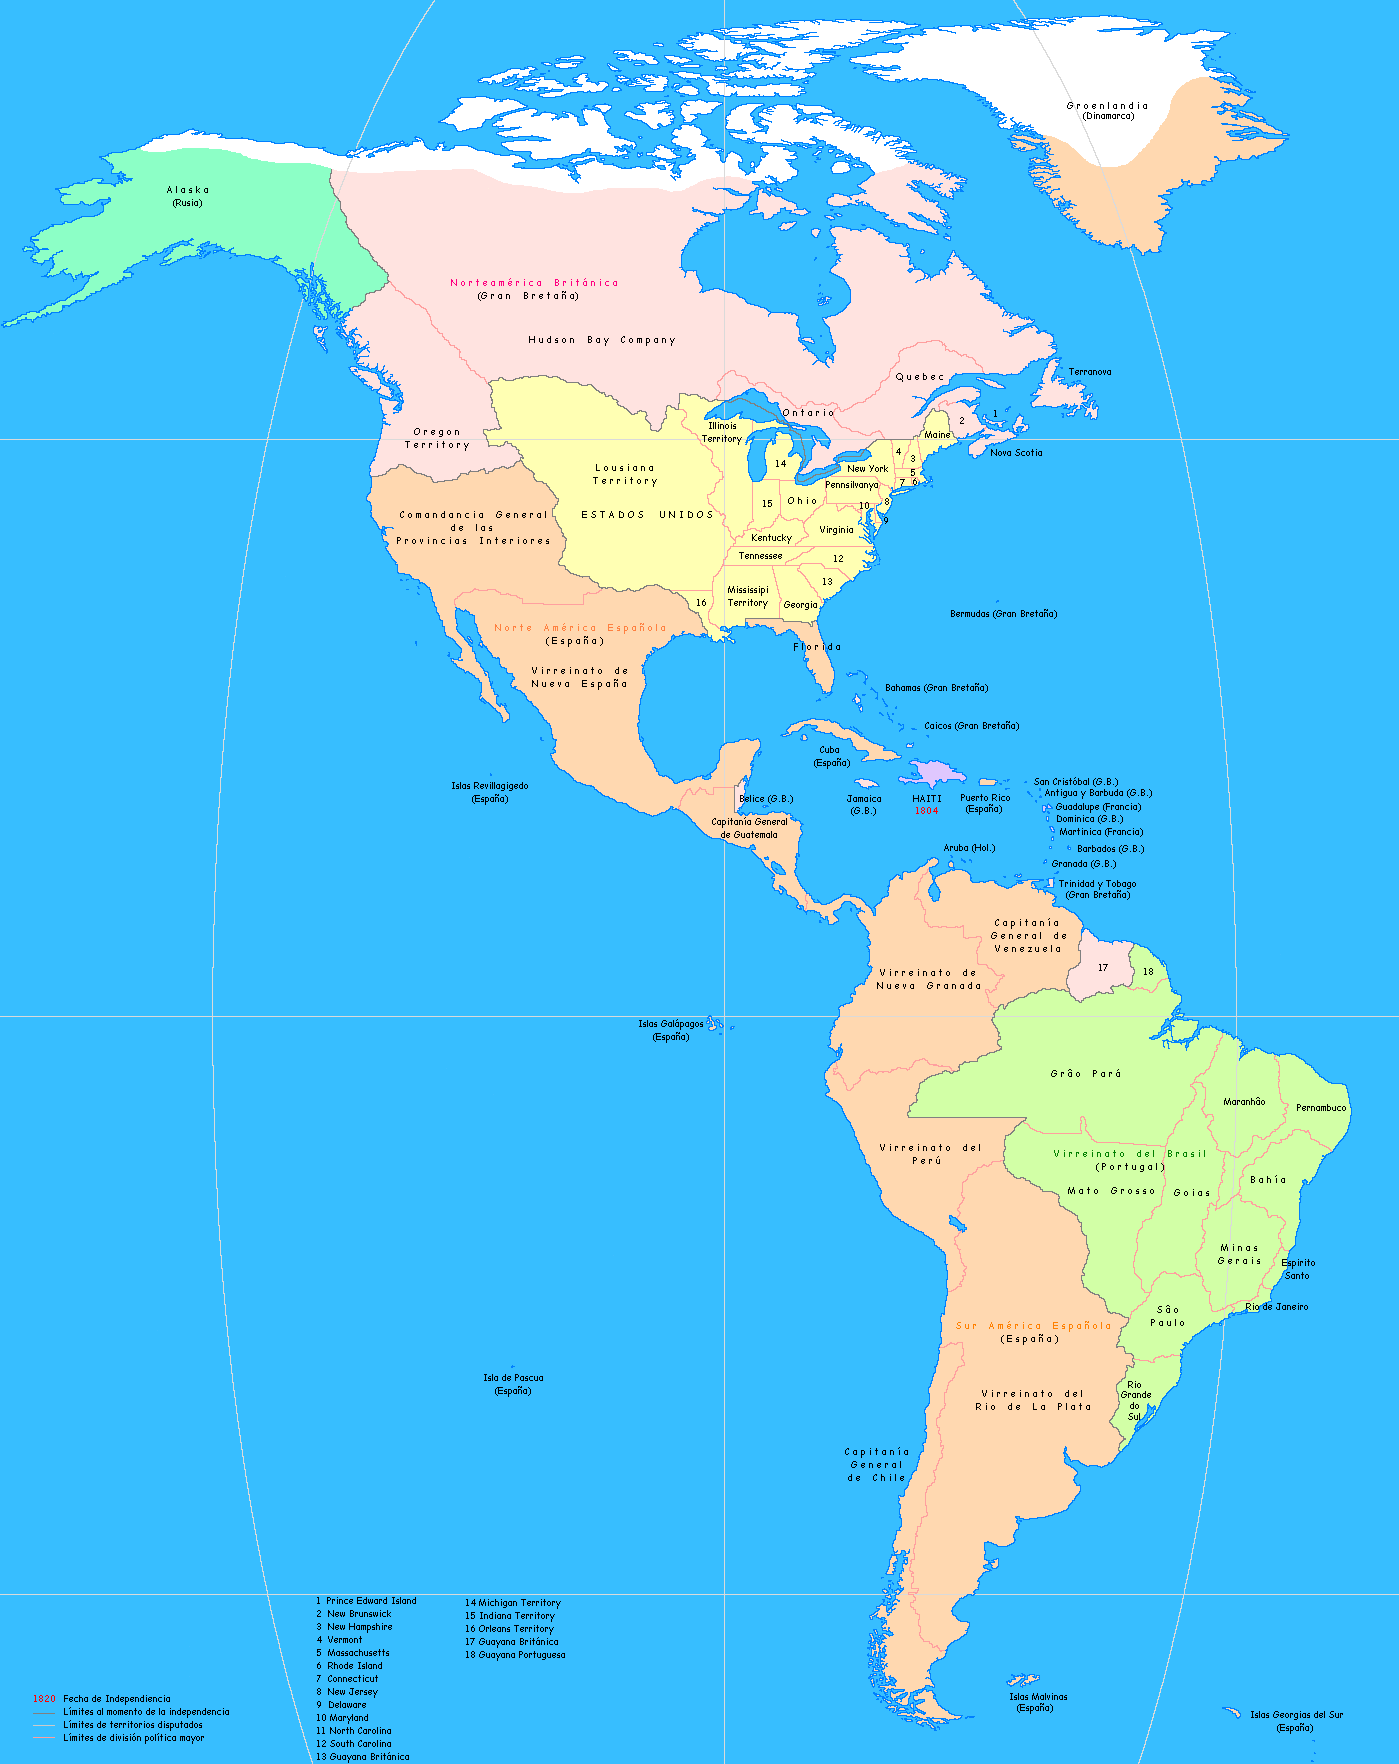 Groenlandia
(Dinamarca)
Alaska
(Rusia)
Norteamérica Británica
(Gran Bretaña)
Hudson Bay Company
Quebec
Terranova
Ontario
1
2
Illinois
Territory
Maine
Oregon
Territory
Nova Scotia
4
3
14
Lousiana
Territory
New York
5
Pennsilvanya
7
6
15
Ohio
8
10
ESTADOS UNIDOS
9
Comandancia General
de las
Provincias Interiores
Virginia
Kentucky
Tennessee
12
13
Mississipi
Territory
16
Georgia
Bermudas (Gran Bretaña)
Norte América Española
(España)
Florida
Virreinato de
Nueva España
Bahamas (Gran Bretaña)
Caicos (Gran Bretaña)
Cuba
(España)
Islas Revillagigedo
(España)
Belice (G.B.)
Jamaica
(G.B.)
HAITI
1804
Puerto Rico
(España)
San Cristóbal (G.B.)
Antigua y Barbuda (G.B.)
Guadalupe (Francia)
Dominica (G.B.)
Martinica (Francia)
Barbados (G.B.)
Granada (G.B.)
Trinidad y Tobago
(Gran Bretaña)
Capitanía General
de Guatemala
Aruba (Hol.)
Capitanía
General de
Venezuela
17
18
Virreinato de
Nueva Granada
Islas Galápagos
(España)
Grâo Pará
Maranhâo
Pernambuco
Virreinato del
Perú
Virreinato del Brasil
(Portugal)
Mato Grosso
Goias
Bahía
Minas
Gerais
Espirito
Santo
Rio de Janeiro
Sâo
Paulo
Sur América Española
(España)
Isla de Pascua
(España)
Virreinato del
Rio de La Plata
Rio
Grande
do
Sul
Capitanía
General
de Chile
Islas Malvinas
(España)
Islas Georgias del Sur
(España)
1 Prince Edward Island
2 New Brunswick
3 New Hampshire
4 Vermont
5 Massachusetts
6 Rhode Island
7 Connecticut
8 New Jersey
9 Delaware
10 Maryland
11 North Carolina
12 South Carolina
13 Guayana Británica
14 Michigan Territory
15 Indiana Territory
16 Orleans Territory
17 Guayana Británica
18 Guayana Portuguesa
1820 Fecha de Independiencia
Límites al momento de la independencia
Límites de territorios disputados
Límites de división política mayor